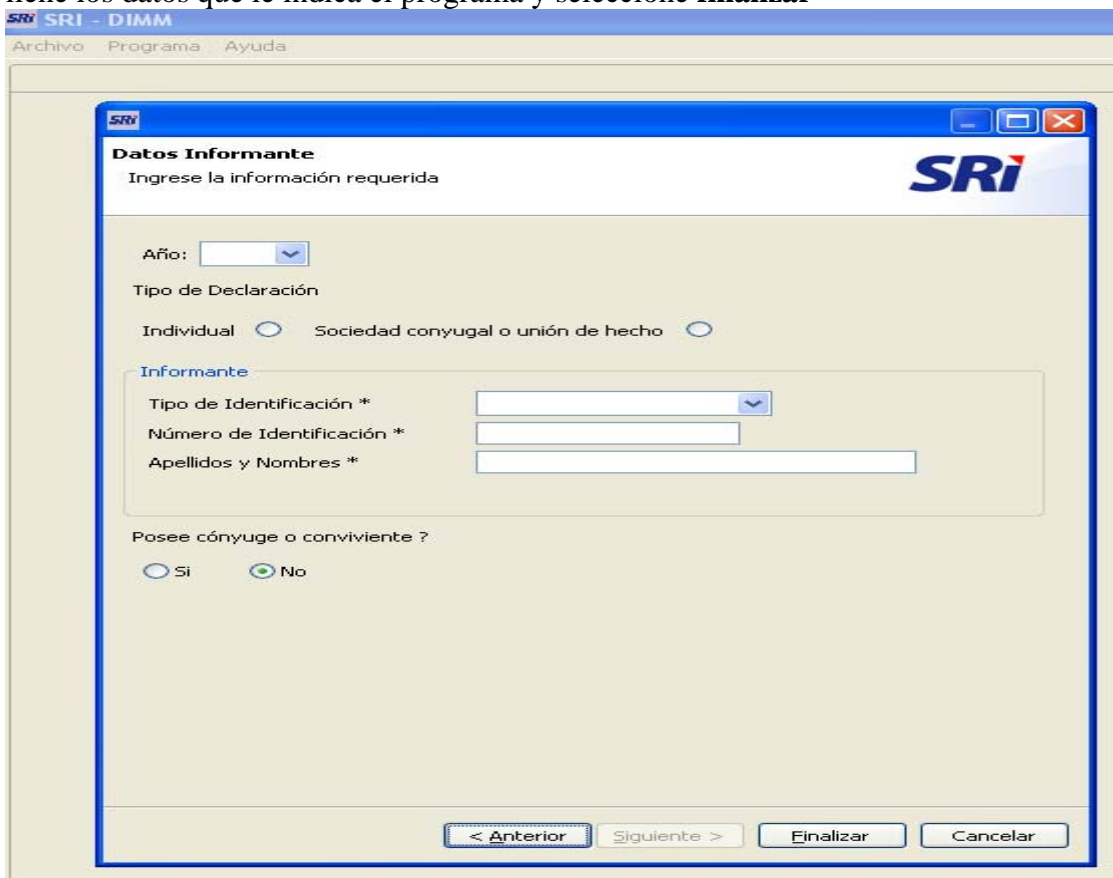 los datos que le indica el programa y seleccione finalizar
SRi SRI - DIMM
Archivo Programa Ayuda
SRi
Datos Informante
Ingrese la información requerida
SRi
Año:
Tipo de Declaración
Individual Sociedad conyugal o unión de hecho
Informante
Tipo de Identificación *
Número de Identificación *
Apellidos y Nombres *
Posee cónyuge o conviviente ?
Si No
< Anterior Siguiente > Finalizar Cancelar